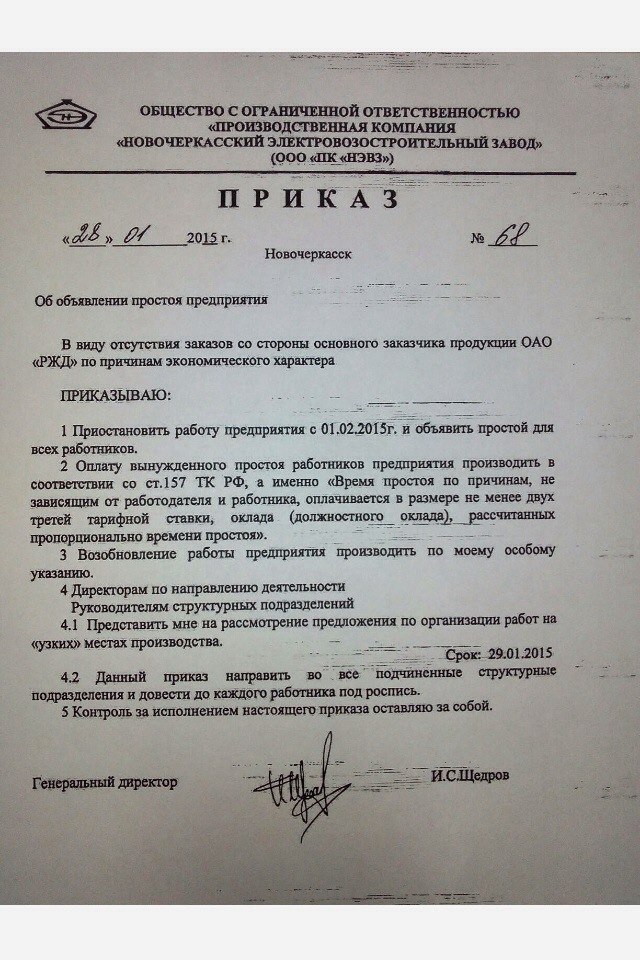 ОБЩЕСТВО С ОГРАНИЧЕННОЙ ОТВЕТСТВЕННОСТЬЮ
«ПРОИЗВОДСТВЕННАЯ КОМПАНИЯ
«НОВОЧЕРКАССКИЙ ЭЛЕКТРОВОЗОСТРОИТЕЛЬНЫЙ ЗАВОД»
(ООО «ПК «НЭВЗ»)
ПРИКАЗ
«28» 01 2015 г. № 68
Новочеркасск
Об объявлении простоя предприятия
В виду отсутствия заказов со стороны основного заказчика продукции ОАО
«РЖД» по причинам экономического характера
ПРИКАЗЫВАЮ:
1 Приостановить работу предприятия с 01.02.2015г. и объявить простой для
всех работников.
2 Оплату вынужденного простоя работников предприятия производить в
соответствии со ст.157 ТК РФ, а именно «Время простоя по причинам, не
зависящим от работодателя и работника, оплачивается в размере не менее двух
третей тарифной ставки, оклада (должностного оклада), рассчитанных
пропорционально времени простоя».
3 Возобновление работы предприятия производить по моему особому
указанию.
4 Директорам по направлению деятельности
Руководителям структурных подразделений
4.1 Представить мне на рассмотрение предложения по организации работ на
«узких» местах производства.
Срок: 29.01.2015
4.2 Данный приказ направить во все подчиненные структурные
подразделения и довести до каждого работника под роспись.
5 Контроль за исполнением настоящего приказа оставляю за собой.
Генеральный директор И.С.Щедров